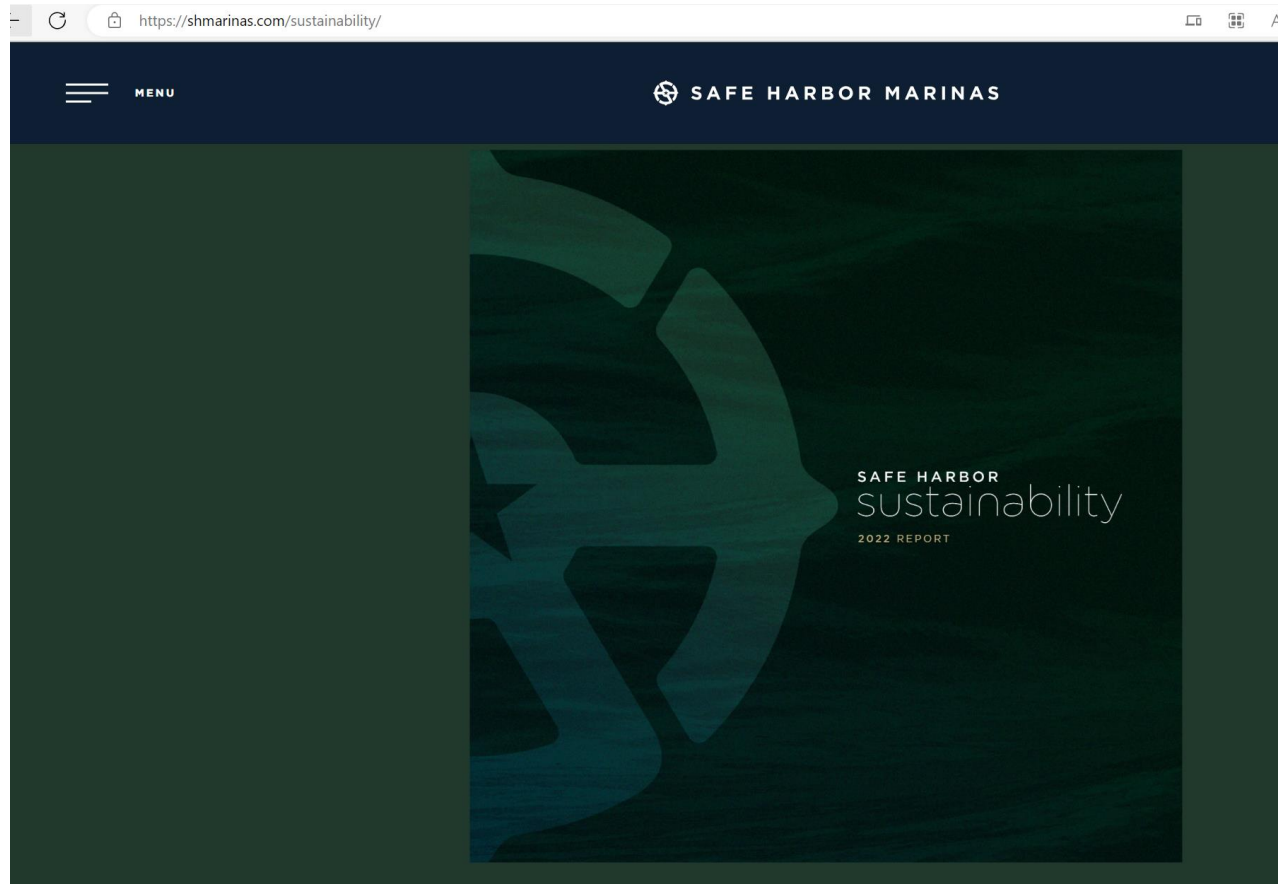 https://shmarinas.com/sustainability/
MENU
SAFE HARBOR MARINAS
SAFE HARBOR
sustainability
2022 REPORT